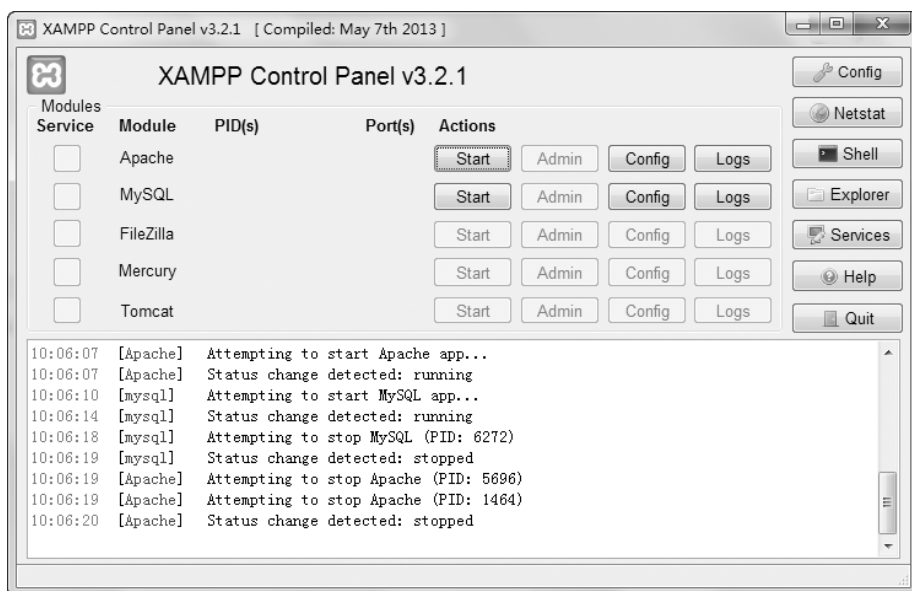 XAMPP Control Panel v3.2.1 [ Compiled: May 7th 2013 ]
XAMPP Control Panel v3.2.1
Config
Modules
Service Module PID(s) Port(s) Actions
Netstat
Apache Start Admin Config Logs
Shell
MySQL Start Admin Config Logs
Explorer
FileZilla Start Admin Config Logs
Services
Mercury Start Admin Config Logs
Help
Tomcat Start Admin Config Logs
Quit
10:06:07 [Apache] Attempting to start Apache app...
10:06:07 [Apache] Status change detected: running
10:06:10 [mysql] Attempting to start MySQL app...
10:06:14 [mysql] Status change detected: running
10:06:18 [mysql] Attempting to stop MySQL (PID: 6272)
10:06:19 [mysql] Status change detected: stopped
10:06:19 [Apache] Attempting to stop Apache (PID: 5696)
10:06:19 [Apache] Attempting to stop Apache (PID: 1464)
10:06:20 [Apache] Status change detected: stopped